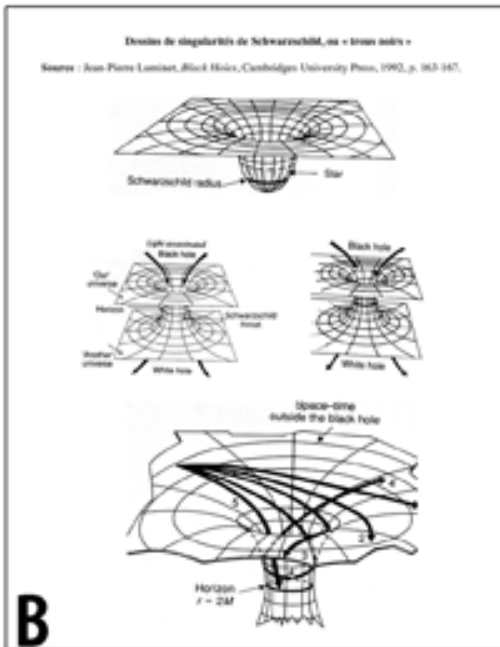 Dessins de singularités de Schwarzschild, ou « trous noirs »
Source : Jean-Pierre Luminet, Black Holes, Cambridges University Press, 1992, p. 163-167.
Schwarzschild radius
Star
Black hole
Our universe
Horizon
Schwarzschild throat
Another universe
White hole
Black hole
White hole
Space-time
outside the black hole
Horizon
r = 2M
B